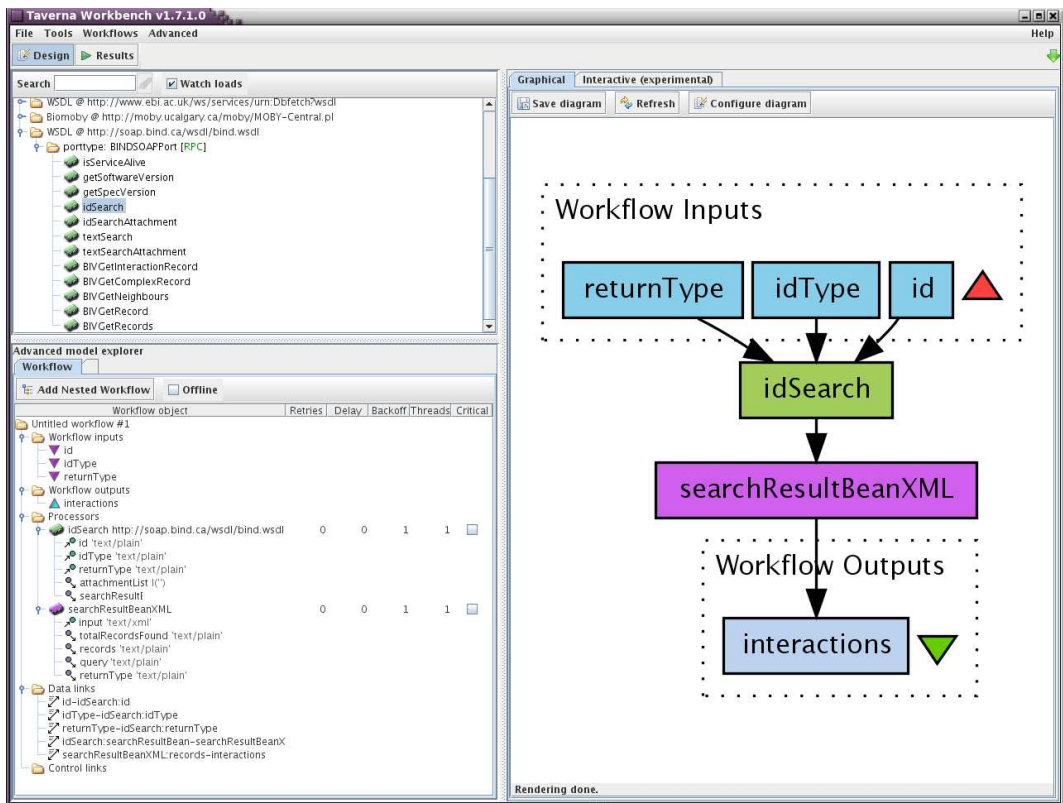 Taverna Workbench v1.7.1.0
File Tools Workflows Advanced Help
Design Results
Search Watch loads
WSDL @ http://www.ebi.ac.uk/ws/services/urn:Dbfetch?wsdl
Biomoby @ http://moby.ucalgary.ca/moby/MOBY-Central.pl
WSDL @ http://soap.bind.ca/wsdl/bind.wsdl
porttype: BINDSOAPPort [RPC]
isServiceAlive
getSoftwareVersion
getSpecVersion
idSearch
idSearchAttachment
textSearch
textSearchAttachment
BIVGetInteractionRecord
BIVGetComplexRecord
BIVGetNeighbours
BIVGetRecord
BIVGetRecords
Advanced model explorer
Workflow
Add Nested Workflow Offline
Workflow object Retries Delay Backoff Threads Critical
Untitled workflow #1
Workflow inputs
id
idType
returnType
Workflow outputs
interactions
Processors
idSearch http://soap.bind.ca/wsdl/bind.wsdl 0 0 1 1
id 'text/plain'
idType 'text/plain'
returnType 'text/plain'
attachmentList l('')
searchResultE
searchResultBeanXML 0 0 1 1
input 'text/xml'
totalRecordsFound 'text/plain'
records 'text/plain'
query 'text/plain'
returnType 'text/plain'
Data links
id-idSearch:id
idType-idSearch:idType
returnType-idSearch:returnType
idSearch:searchResultBean-searchResultBeanX
searchResultBeanXML:records-interactions
Control links
Graphical Interactive (experimental)
Save diagram Refresh Configure diagram
Workflow Inputs
returnType idType id
idSearch
searchResultBeanXML
Workflow Outputs
interactions
Rendering done.